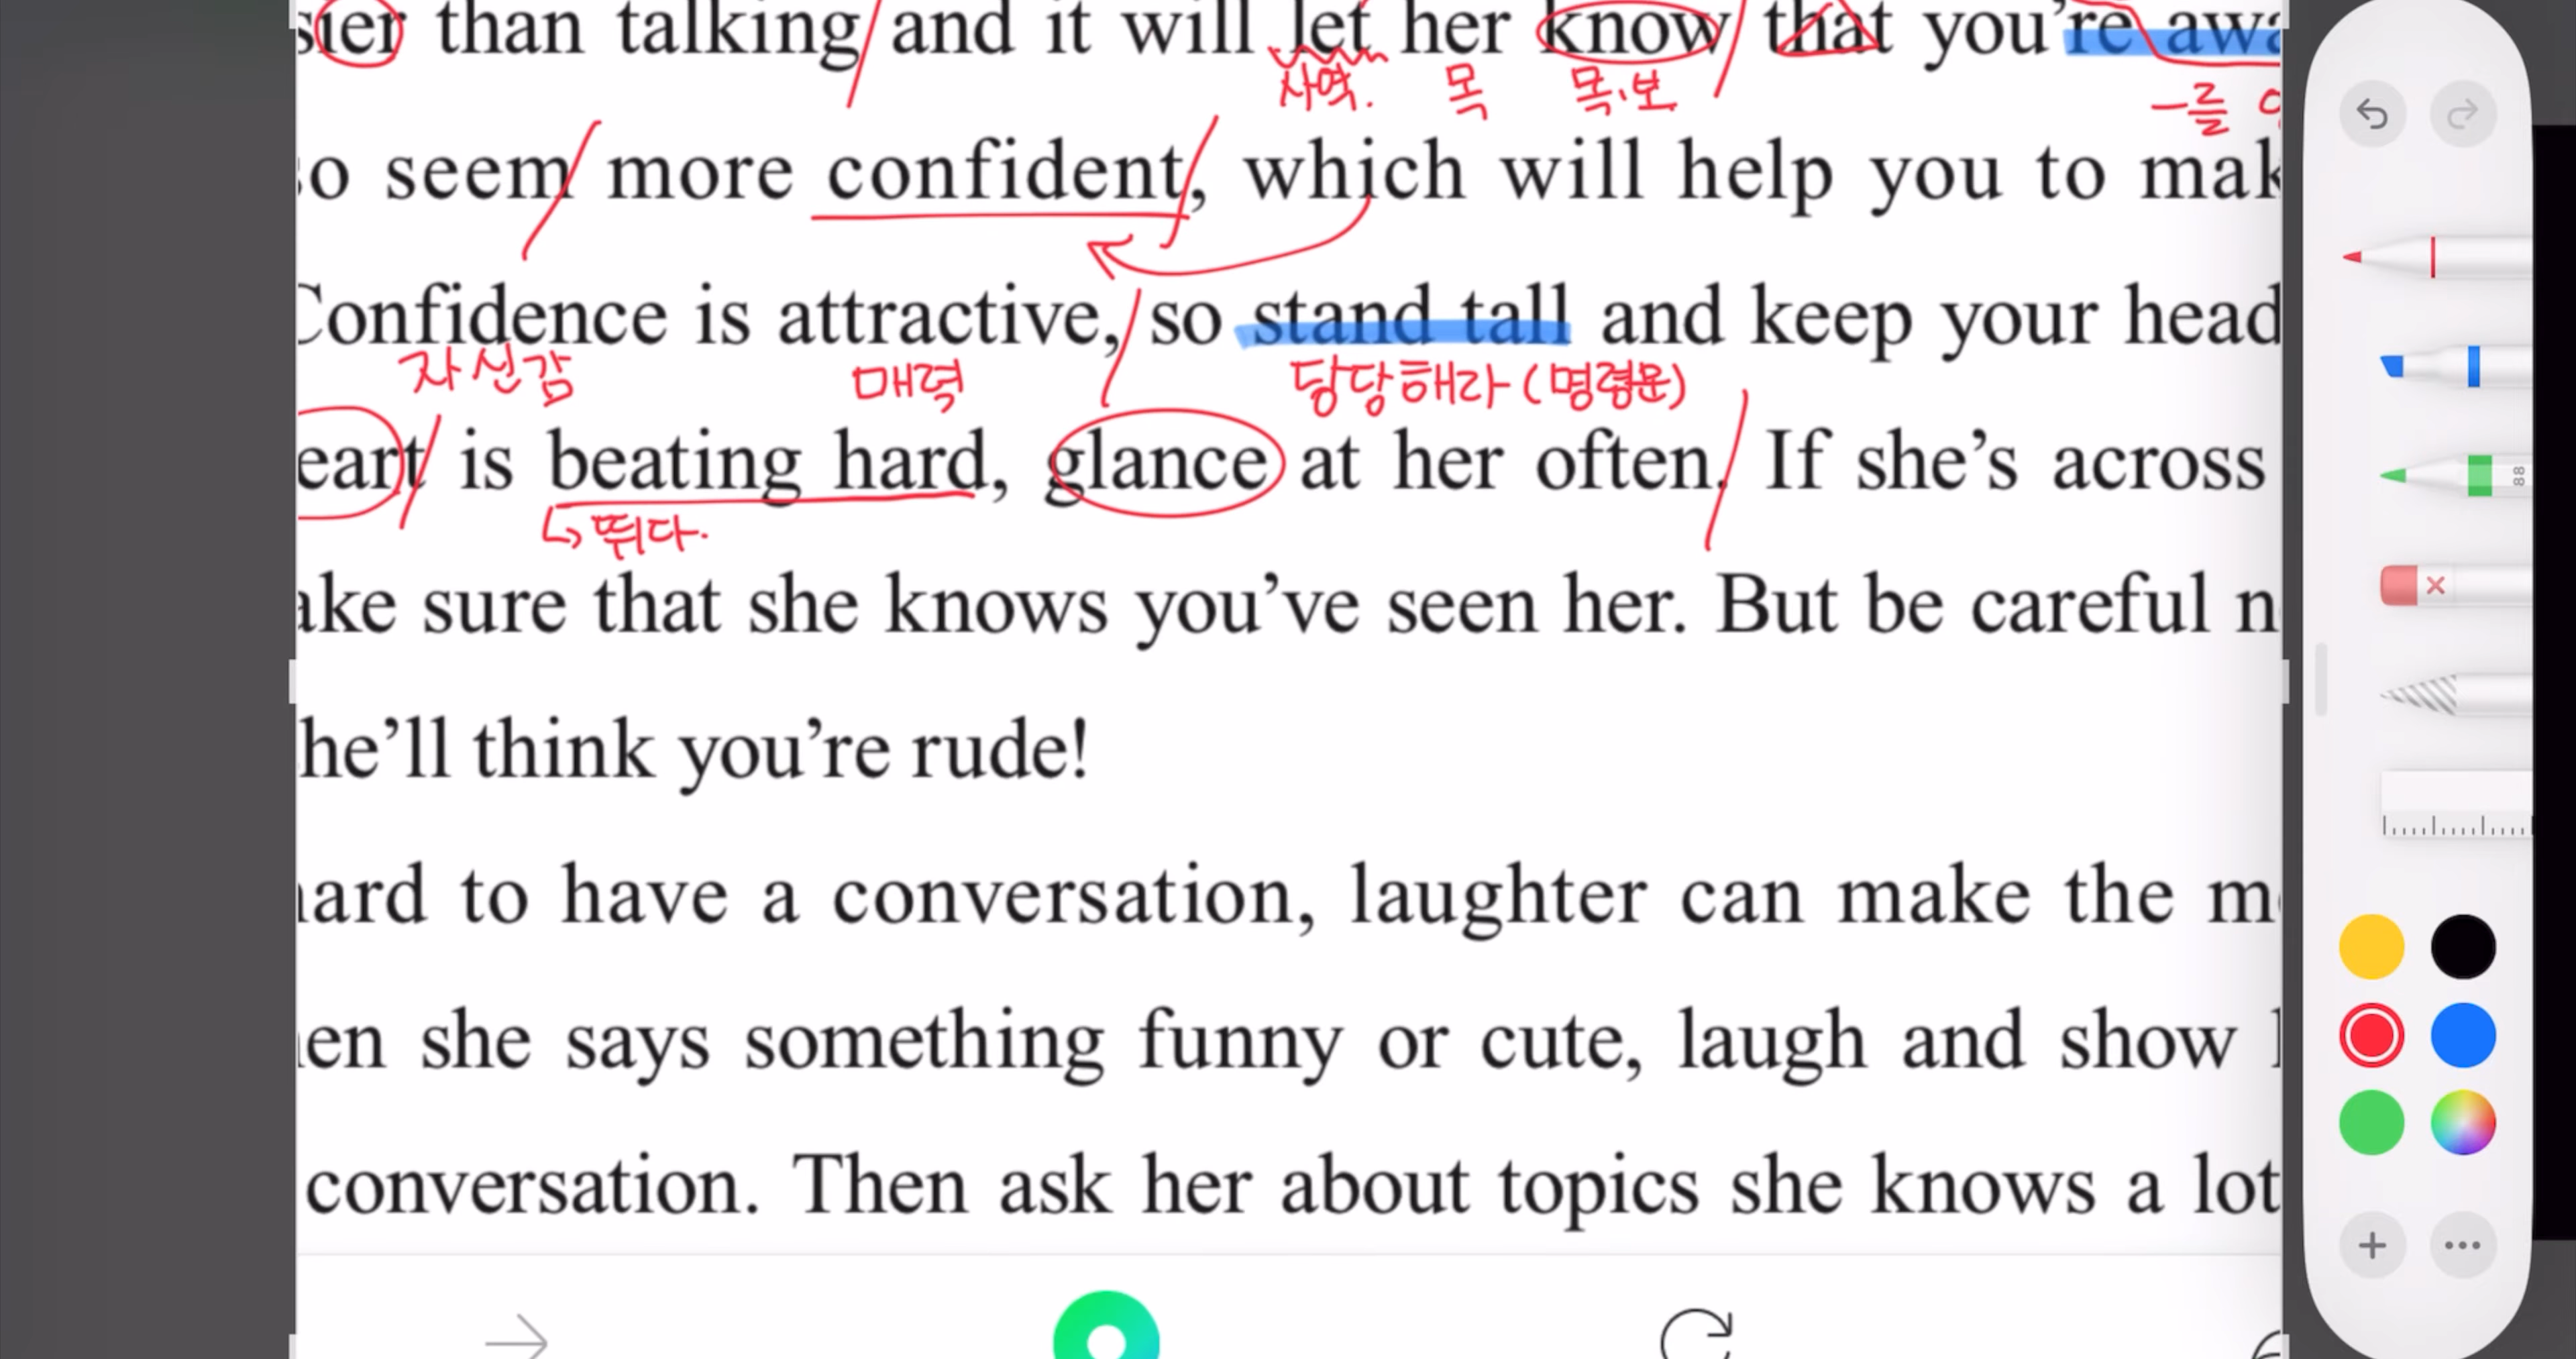 sier than talking and it will let her know that you're awa
사역. 목 목.보 -를
so seem more confident, which will help you to mak
Confidence is attractive, so stand tall and keep your head
자신감 매력 당당해라 (명령문)
eart is beating hard, glance at her often. If she's across
↳ 뛰다.
ake sure that she knows you've seen her. But be careful n
he'll think you're rude!
hard to have a conversation, laughter can make the m
en she says something funny or cute, laugh and show
conversation. Then ask her about topics she knows a lot
88